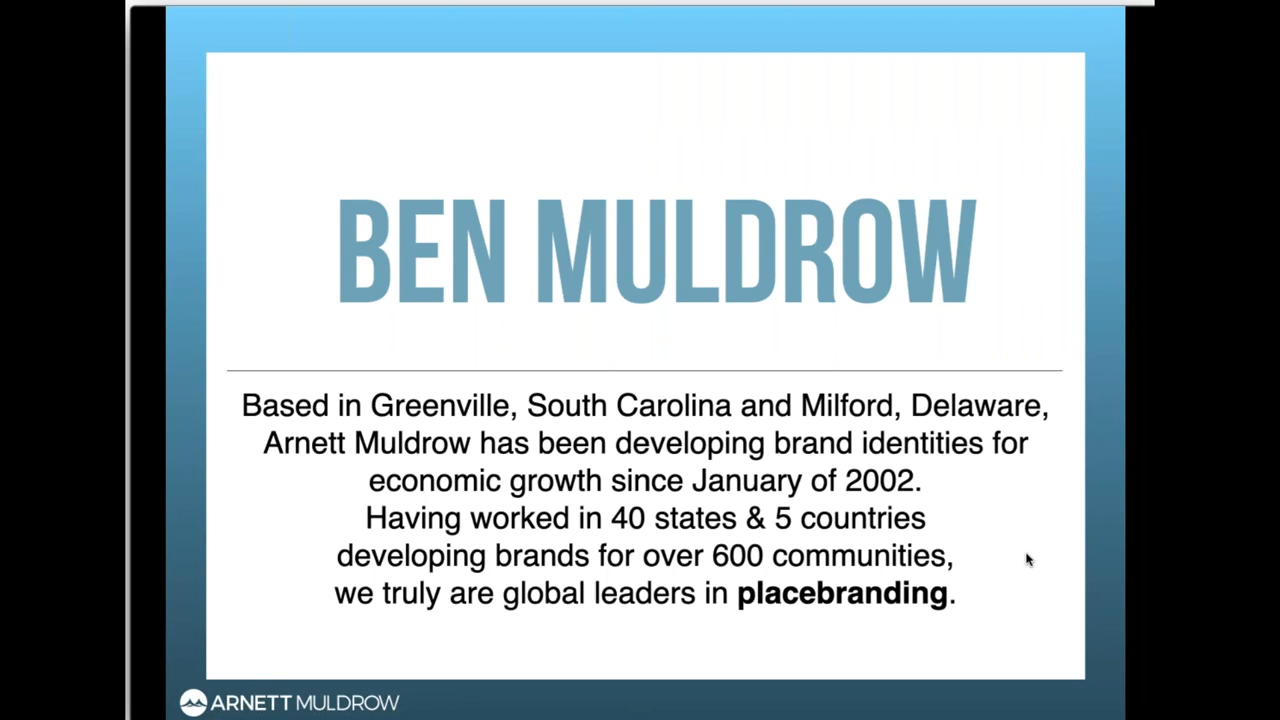 BEN MULDROW
Based in Greenville, South Carolina and Milford, Delaware,
Arnett Muldrow has been developing brand identities for
economic growth since January of 2002.
Having worked in 40 states & 5 countries
developing brands for over 600 communities,
we truly are global leaders in placebranding.
ARNETT MULDROW